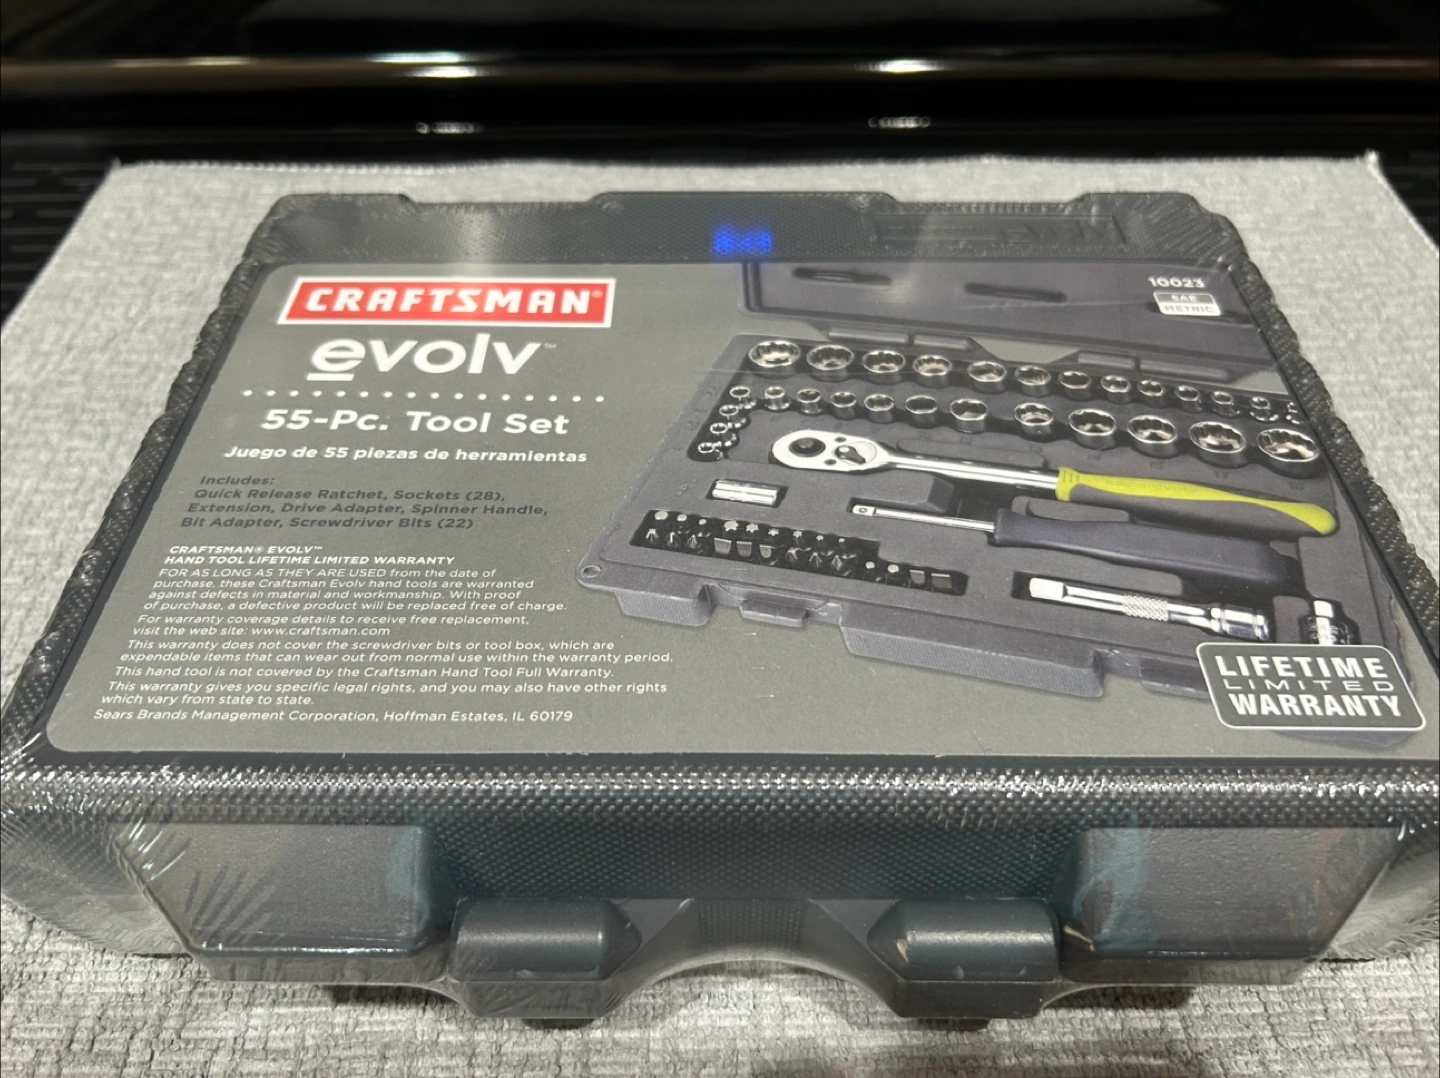 CRAFTSMAN®
evolv™
55-Pc. Tool Set
Juego de 55 piezas de herramientas
Includes:
Quick Release Ratchet, Sockets (28),
Extension, Drive Adapter, Spinner Handle,
Bit Adapter, Screwdriver Bits (22)
CRAFTSMAN® EVOLV™
HAND TOOL LIFETIME LIMITED WARRANTY
FOR AS LONG AS THEY ARE USED from the date of
purchase, these Craftsman Evolv hand tools are warranted
against defects in material and workmanship. With proof
of purchase, a defective product will be replaced free of charge.
For warranty coverage details to receive free replacement,
visit the web site: www.craftsman.com
This warranty does not cover the screwdriver bits or tool box, which are
expendable items that can wear out from normal use within the warranty period.
This hand tool is not covered by the Craftsman Hand Tool Full Warranty.
This warranty gives you specific legal rights, and you may also have other rights
which vary from state to state.
Sears Brands Management Corporation, Hoffman Estates, IL 60179
10023
SAE
METRIC
LIFETIME
LIMITED
WARRANTY